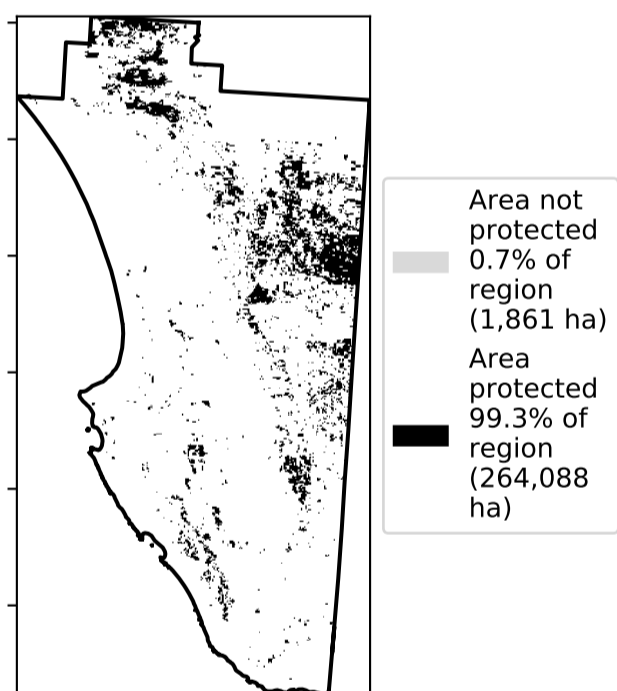 Area not
protected
0.7% of
region
(1,861 ha)
Area
protected
99.3% of
region
(264,088
ha)